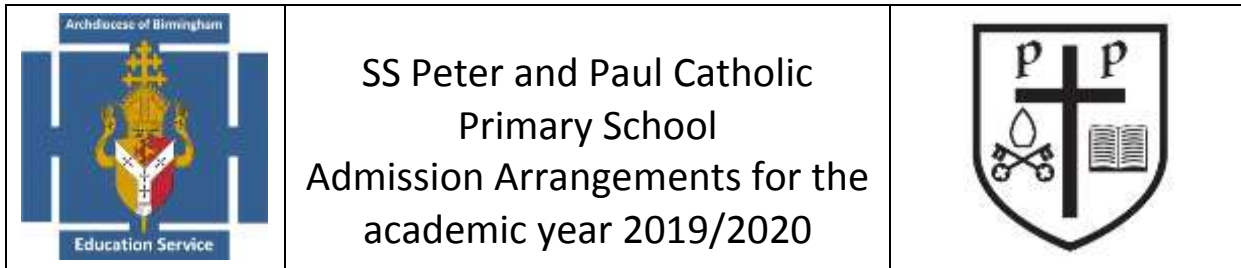 Archdiocese of Birmingham
Education Service
SS Peter and Paul Catholic
Primary School
Admission Arrangements for the
academic year 2019/2020
P P